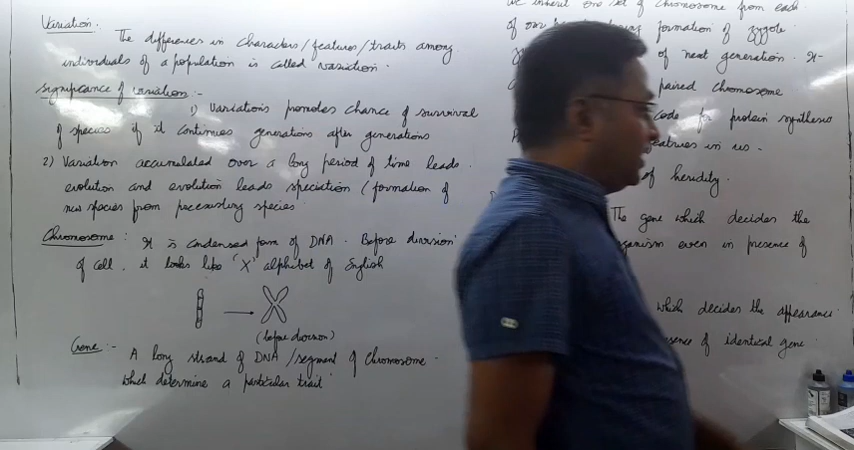 Variation.
The differences in characters/features/traits among
individuals of a population is called variation.
Significance of variation :-
1) Variations promotes chance of survival
of species if it continues generations after generations
2) Variation accumulated over a long period of time leads
evolution and evolution leads speciation (formation of
new species from preexisting species
Chromosome : It is condensed form of DNA. Before division
of cell, it looks like 'X' alphabet of English
(before division)
Gene :- A long strand of DNA /segment of chromosome
which determine a particular trait
We inherit one set of chromosome from each
of our formation of zygote
of next generation. It-
paired chromosome
code for protein synthesis
in us -
of heridity.
The gene which decides the
even in presence of
which decides the appearance
of identical gene.